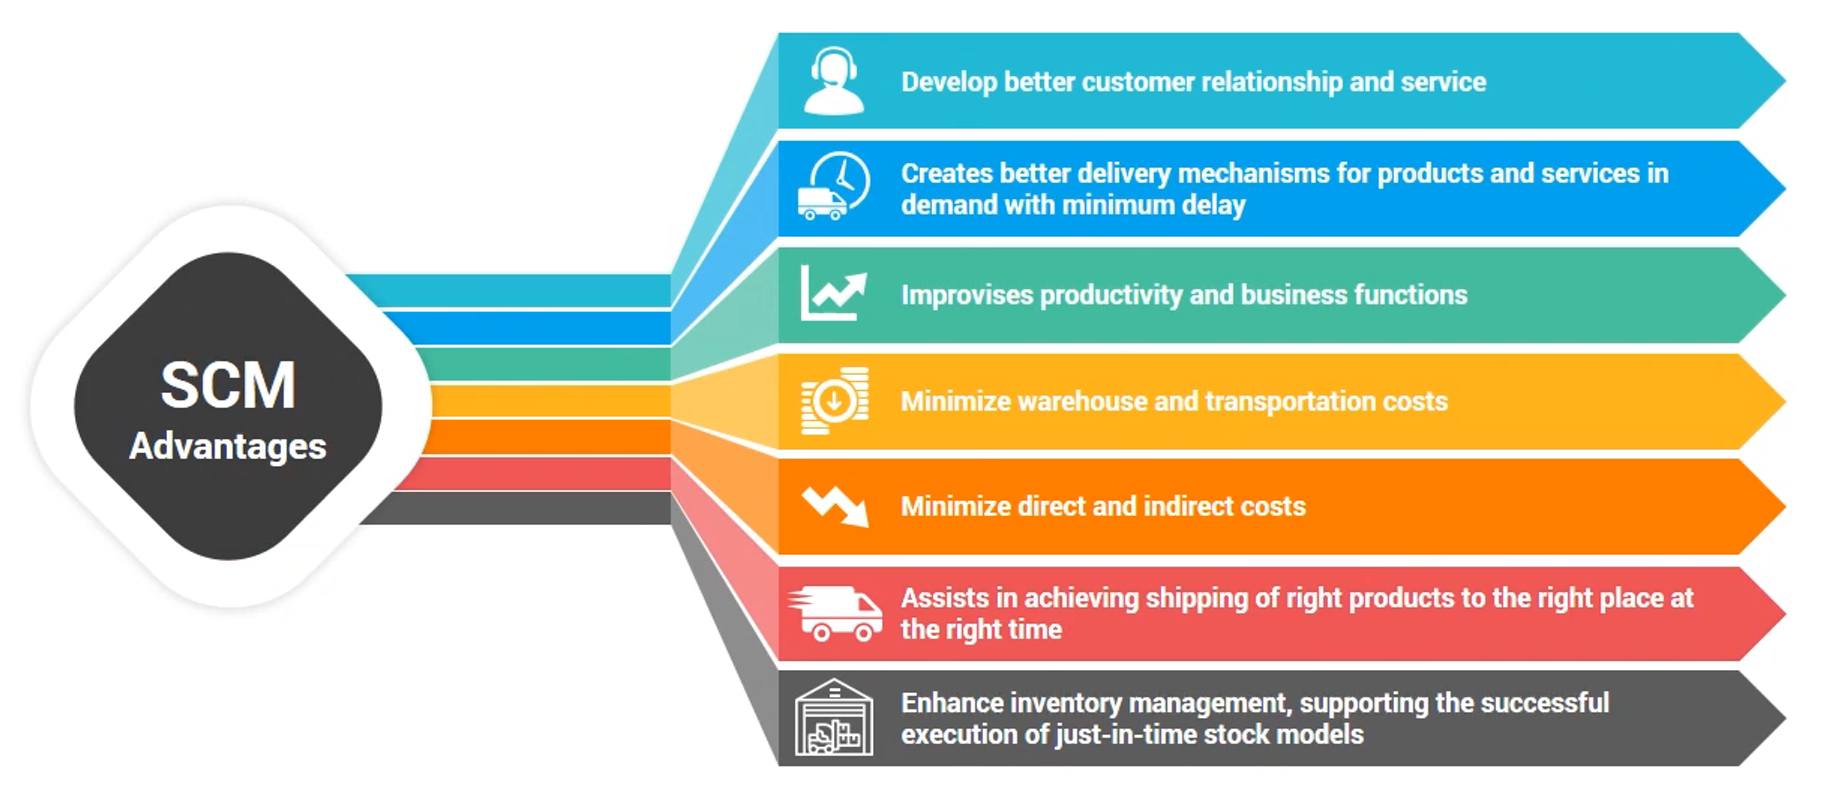 SCM
Advantages
Develop better customer relationship and service
Creates better delivery mechanisms for products and services in
demand with minimum delay
Improvises productivity and business functions
Minimize warehouse and transportation costs
Minimize direct and indirect costs
Assists in achieving shipping of right products to the right place at
the right time
Enhance inventory management, supporting the successful
execution of just-in-time stock models